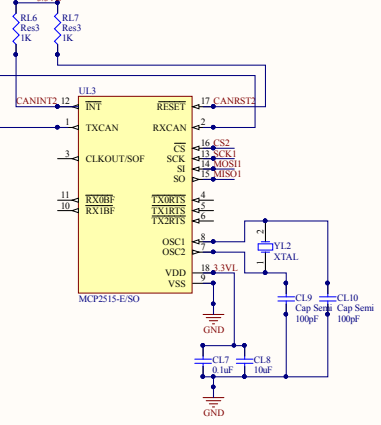 RL6
Res3
1K
RL7
Res3
1K
UL3
CANINT2 12 INT
RESET 17 CANRST2
1 TXCAN
RXCAN 2
CS 16 CS2
3 CLKOUT/SOF
SCK 13 SCK1
SI 14 MOSI1
SO 15 MISO1
11 RX0BF
TX0RTS 4
10 RX1BF
TX1RTS 5
TX2RTS 6
OSC1 8
OSC2 7
2
YL2
XTAL
1
VDD 18 3.3VL
VSS 9
MCP2515-E/SO
CL9
Cap Semi
100pF
CL10
Cap Semi
100pF
GND
CL7
0.1uF
CL8
10uF
GND